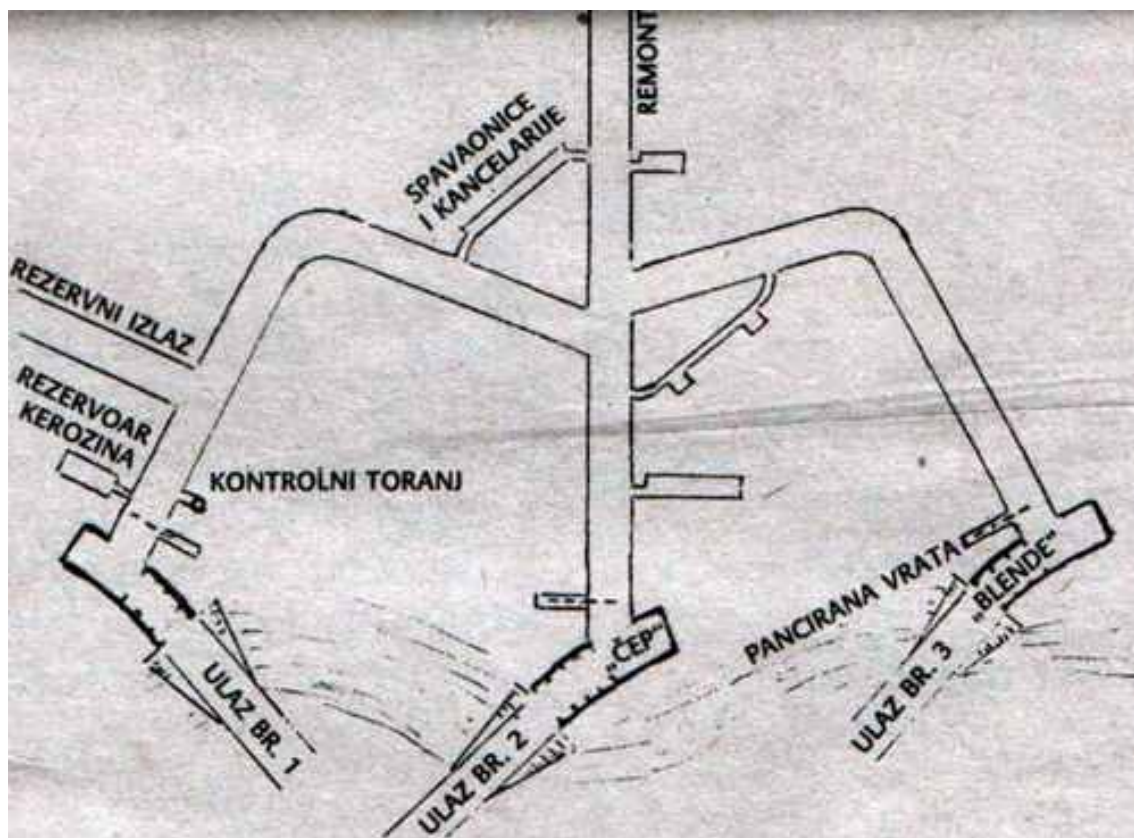 REMONT
SPAVAONICE
I KANCELARIJE
REZERVNI IZLAZ
REZERVOAR
KEROZINA
KONTROLNI TORANJ
PANCIRANA VRATA
„BLENDE“
„ČEP“
ULAZ BR. 1
ULAZ BR. 2
ULAZ BR. 3